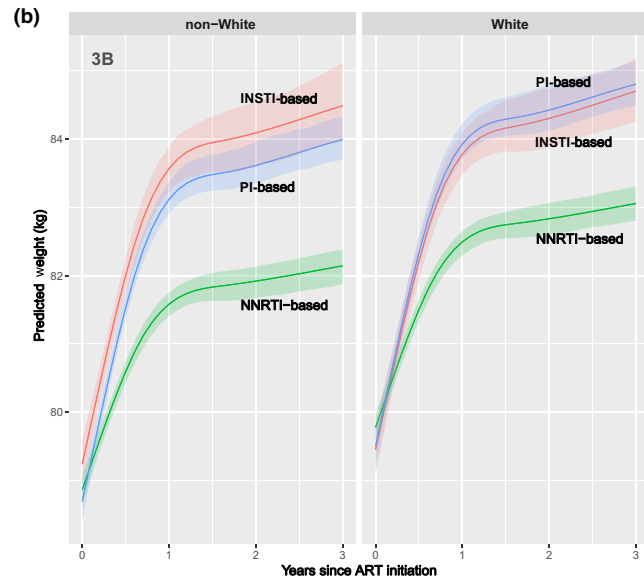 (b)
non−White
White
3B
INSTI-based
PI-based
NNRTI−based
PI-based
INSTI-based
NNRTI−based
84
82
80
Predicted weight (kg)
0 1 2 3
0 1 2 3
Years since ART initiation